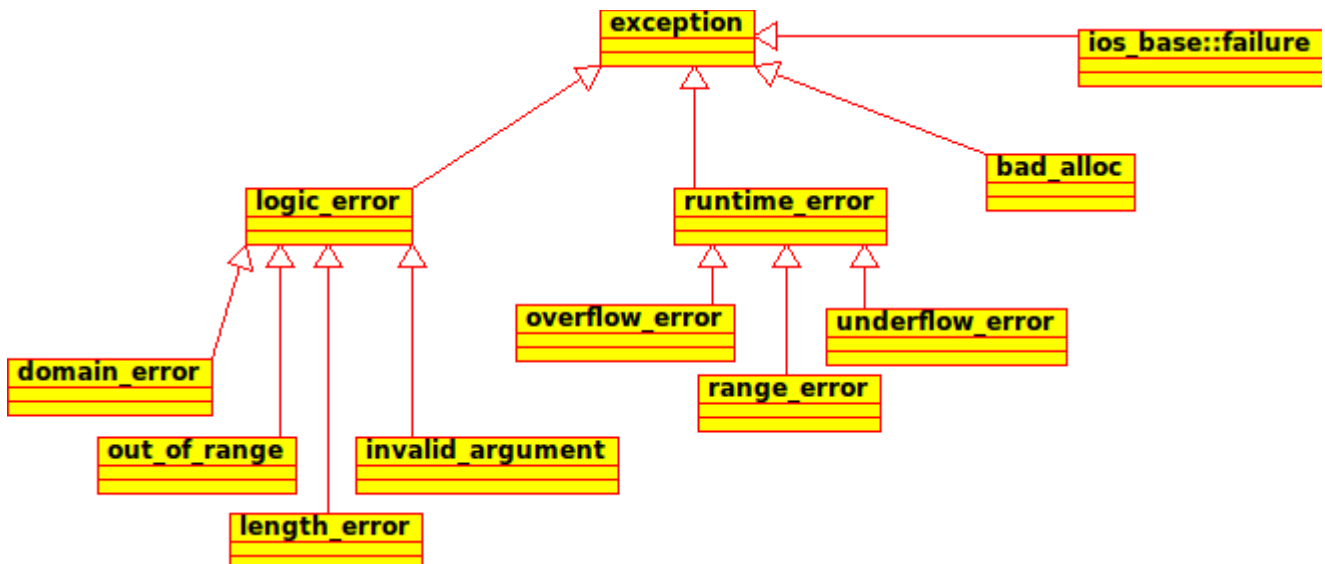 exception
ios_base::failure
bad_alloc
logic_error
runtime_error
overflow_error
underflow_error
domain_error
range_error
out_of_range
invalid_argument
length_error